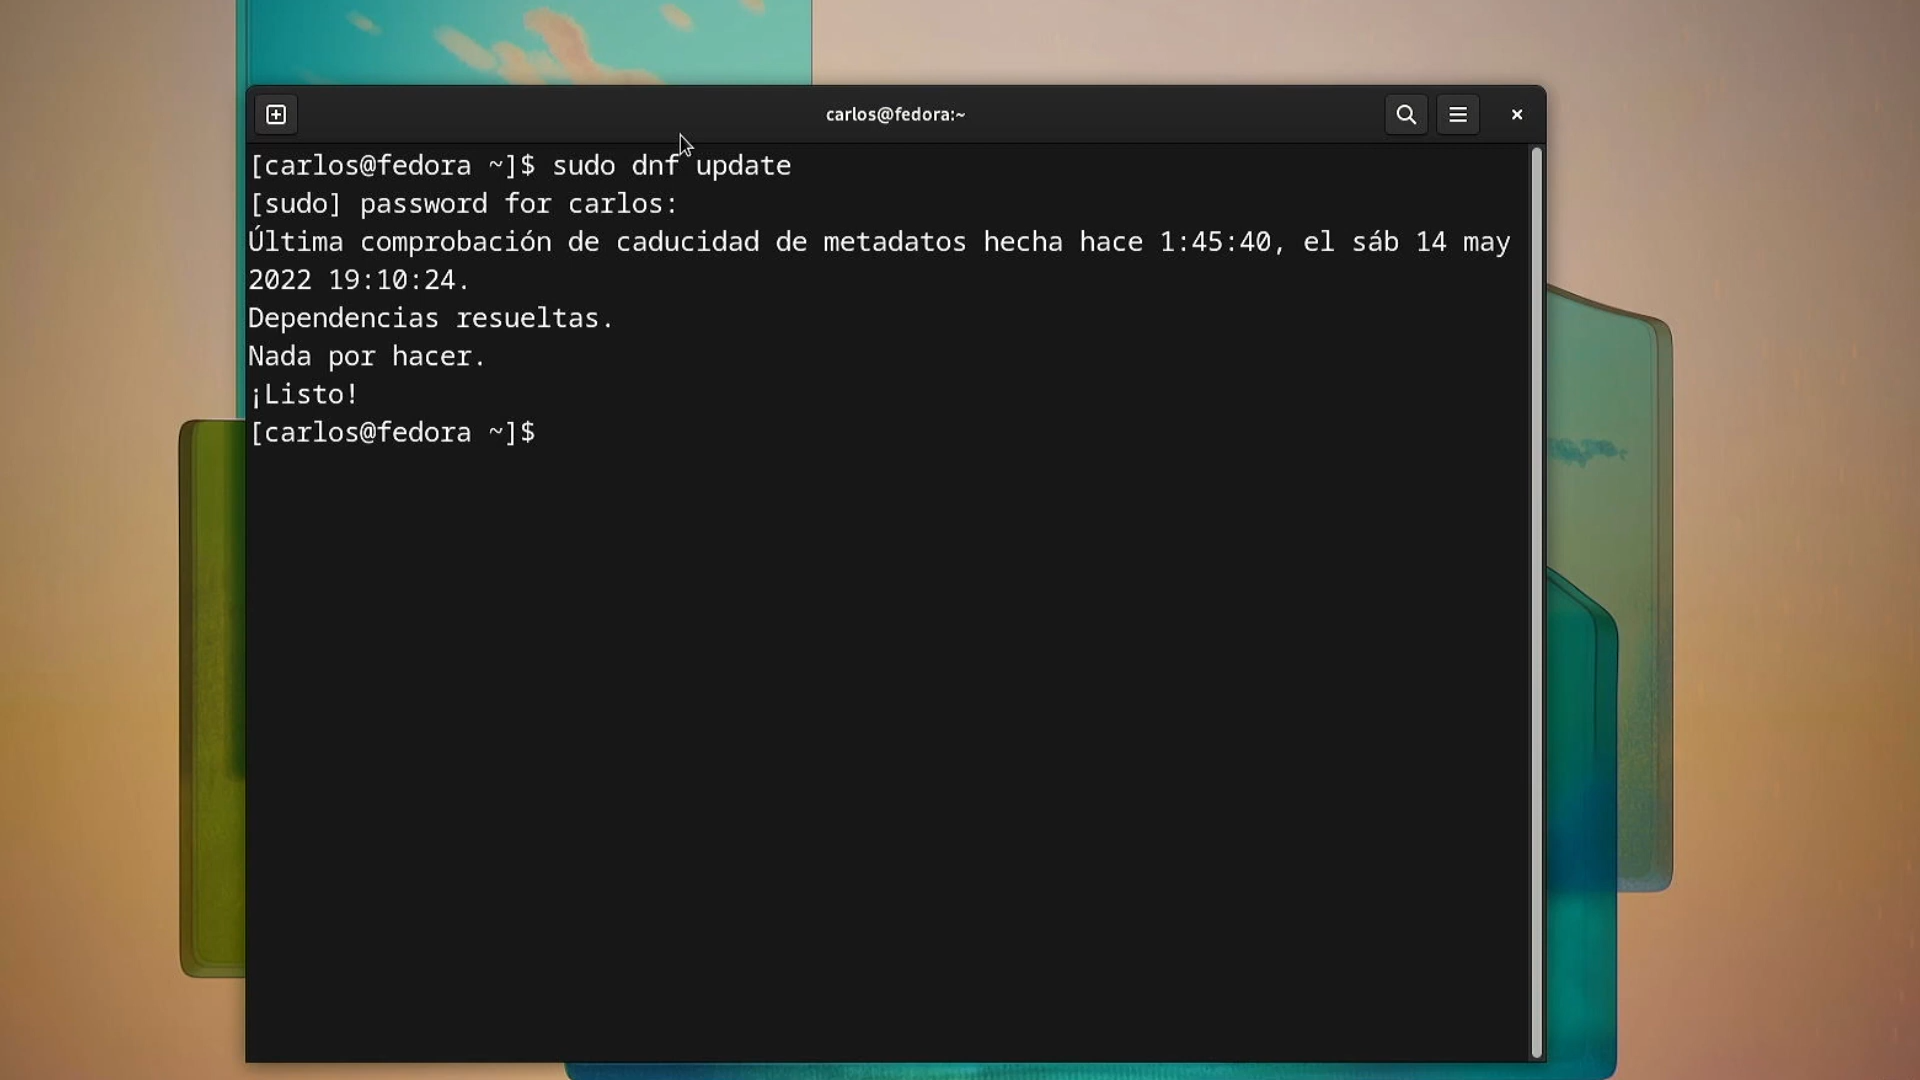 carlos@fedora:~
[carlos@fedora ~]$ sudo dnf update
[sudo] password for carlos:
Última comprobación de caducidad de metadatos hecha hace 1:45:40, el sáb 14 may
2022 19:10:24.
Dependencias resueltas.
Nada por hacer.
¡Listo!
[carlos@fedora ~]$